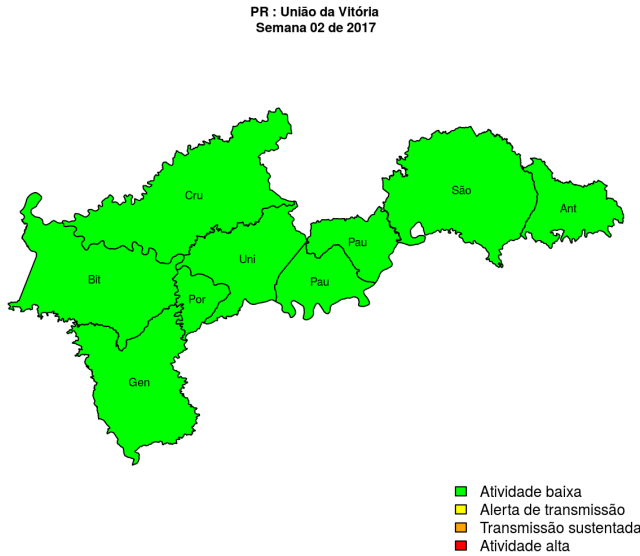 PR : União da Vitória
Semana 02 de 2017
Cru
São
Ant
Pau
Uni
Bit
Pau
Por
Gen
Atividade baixa
Alerta de transmissão
Transmissão sustentada
Atividade alta